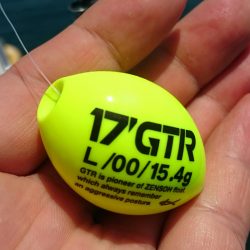 17'GTR
L/00/15.4g
GTR is pioneer of ZENSOH float
which always remember
an aggressive posture